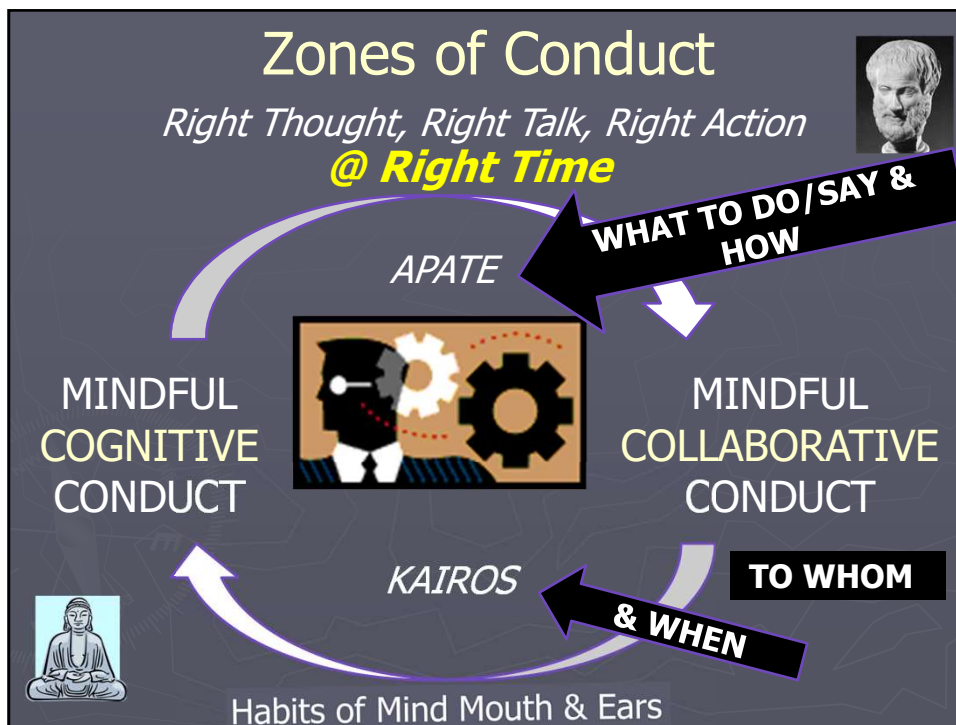 Zones of Conduct
Right Thought, Right Talk, Right Action
@ Right Time
WHAT TO DO/SAY &
HOW
APATE
MINDFUL
COGNITIVE
CONDUCT
MINDFUL
COLLABORATIVE
CONDUCT
KAIROS
TO WHOM
& WHEN
Habits of Mind Mouth & Ears